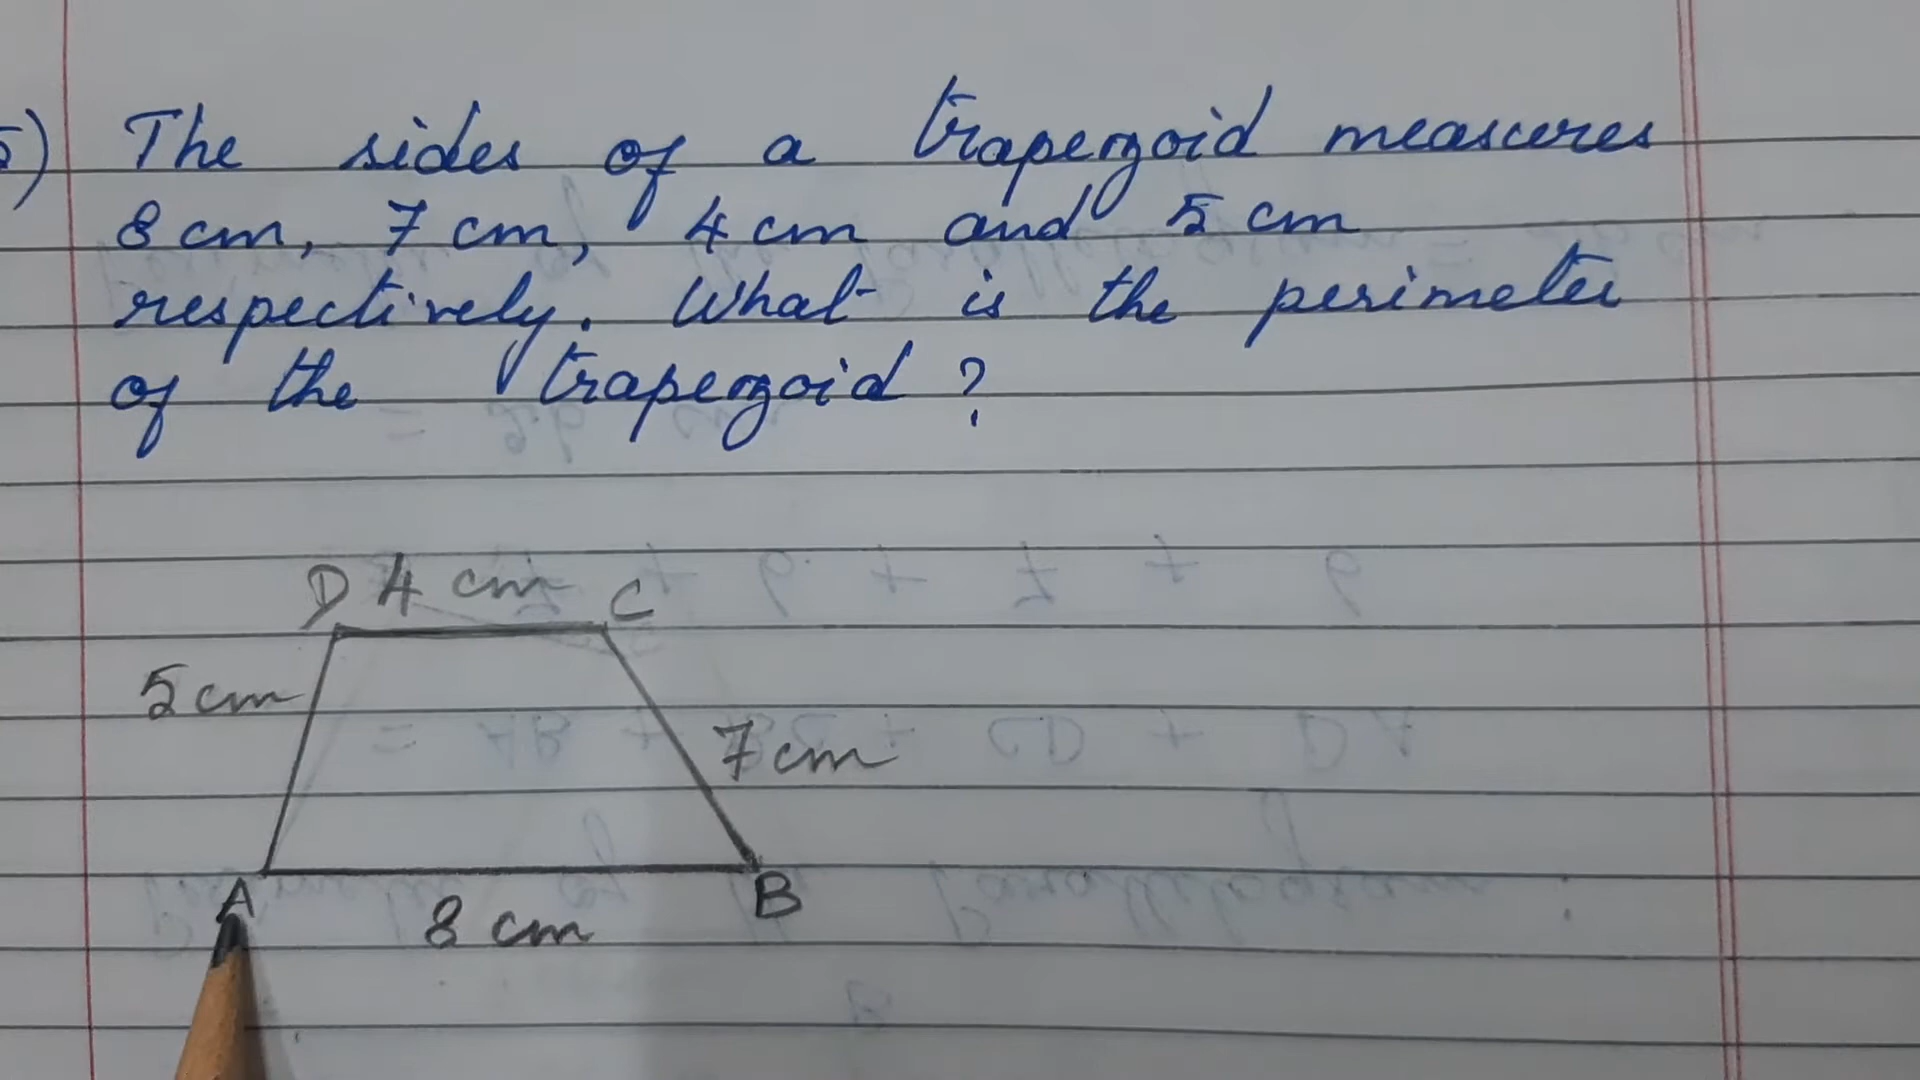 5) The sides of a trapezoid measures
8 cm, 7 cm, 4 cm and 5 cm
respectively. What is the perimeter
of the trapezoid ?
D 4 cm C
5 cm
7 cm
A B
8 cm